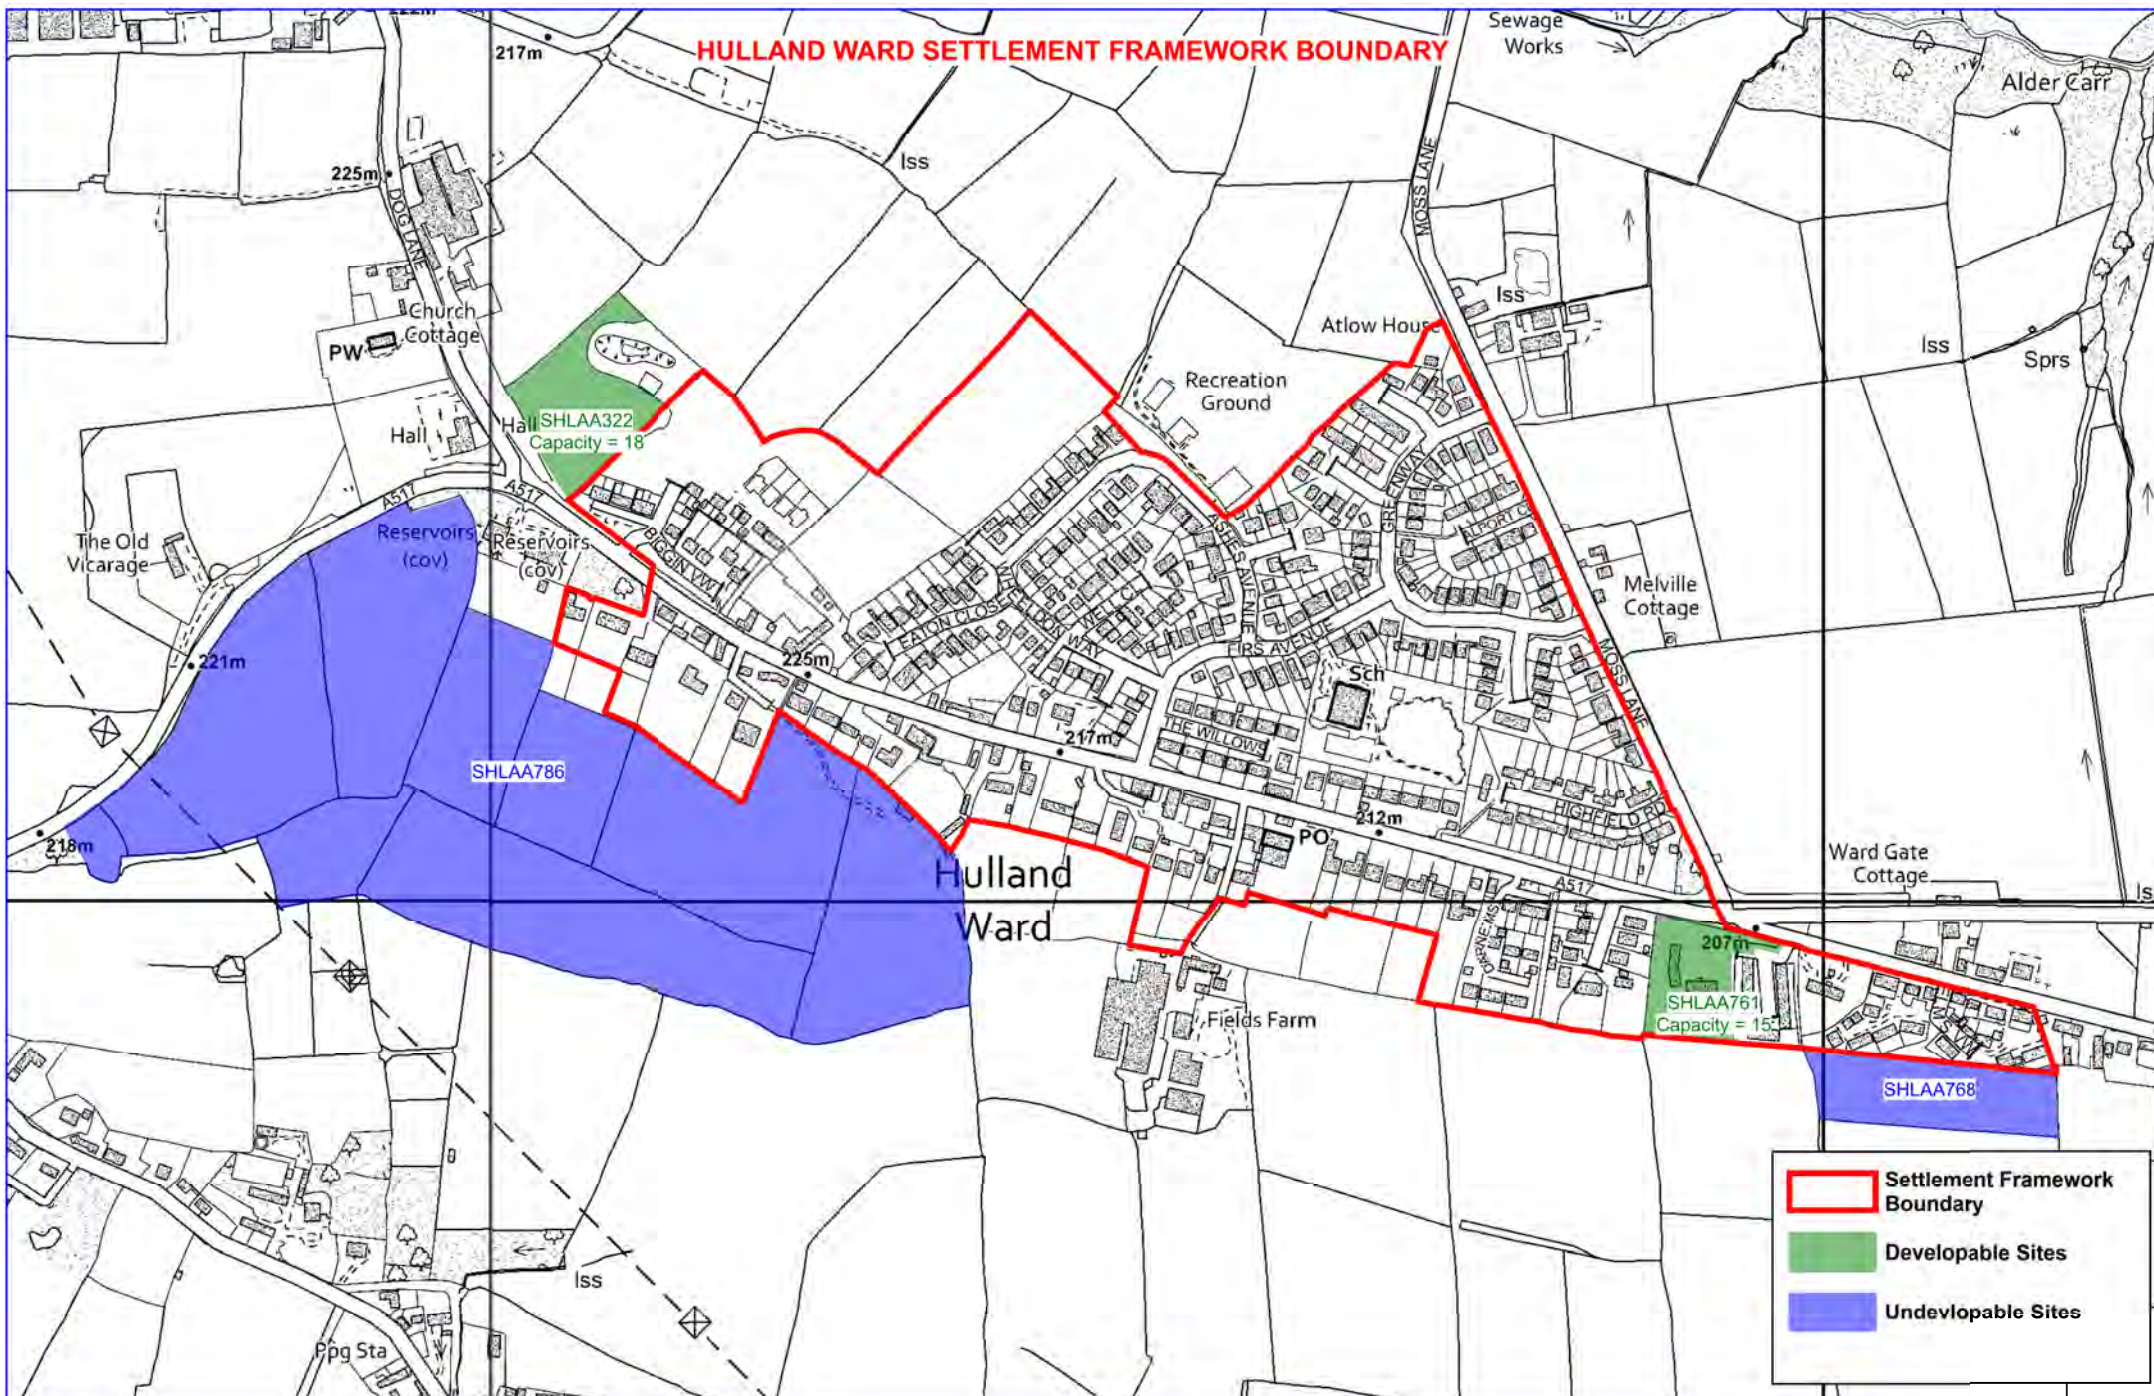 222m
217m
HULLAND WARD SETTLEMENT FRAMEWORK BOUNDARY
Sewage
Works
Alder Carr
225m
DOG LANE
Iss
MOSS LANE
Church
Cottage
PW
Iss
Atlow House
Iss
Sprs
Recreation
Ground
Hall
Hall
SHLAA322
Capacity = 18
A517
A517
GREENWAY
The Old
Vicarage
Reservoirs
(cov)
Reservoirs
(cov)
BIGGIN VW
ASHES AVENUE
WHELDON WAY
EATON CLOSE
FIRS AVENUE
Melville
Cottage
221m
225m
Sch
MOSS LANE
SHLAA786
217m
THE WILLOWS
HIGHFIELD RD
218m
212m
PO
Ward Gate
Cottage
Hulland
Ward
A517
Is
207m
SHLAA761
Capacity = 15
Fields Farm
SHLAA768
Settlement Framework
Boundary
Developable Sites
Undevlopable Sites
Iss
Ppg Sta